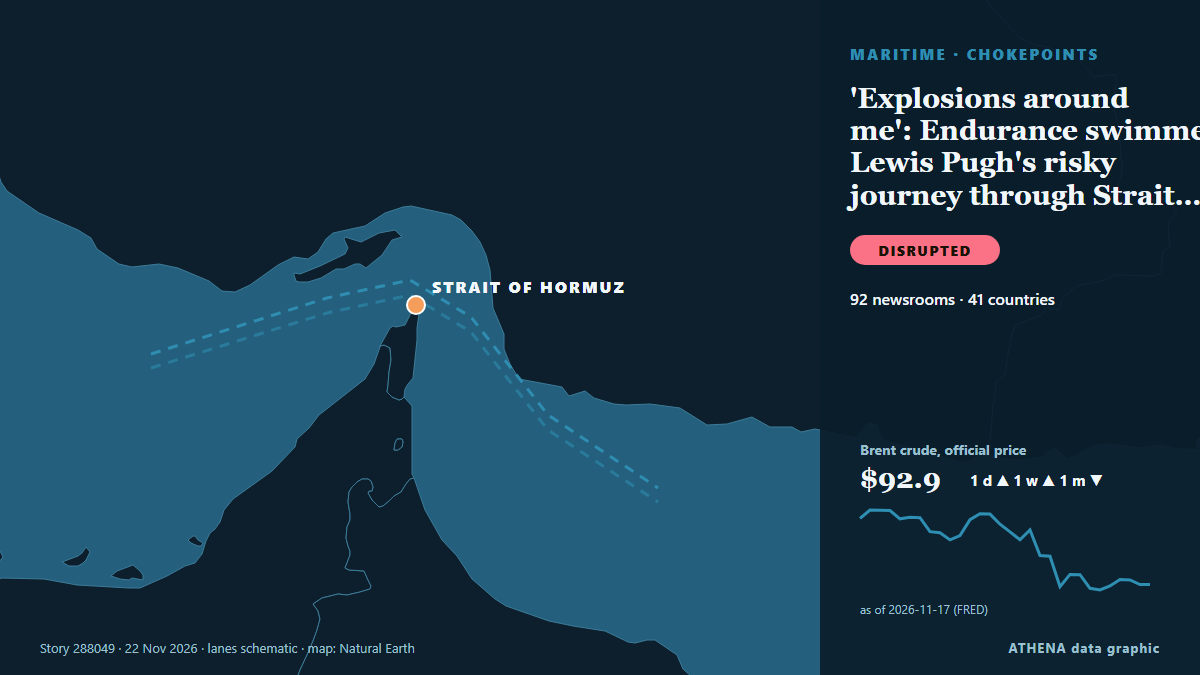 MARITIME · CHOKEPOINTS
'Explosions around
me': Endurance swimme
Lewis Pugh's risky
journey through Strait...
DISRUPTED
92 newsrooms · 41 countries
STRAIT OF HORMUZ
Brent crude, official price
$92.9 1 d ▲ 1 w ▲ 1 m ▼
as of 2026-11-17 (FRED)
Story 288049 · 22 Nov 2026 · lanes schematic · map: Natural Earth
ATHENA data graphic